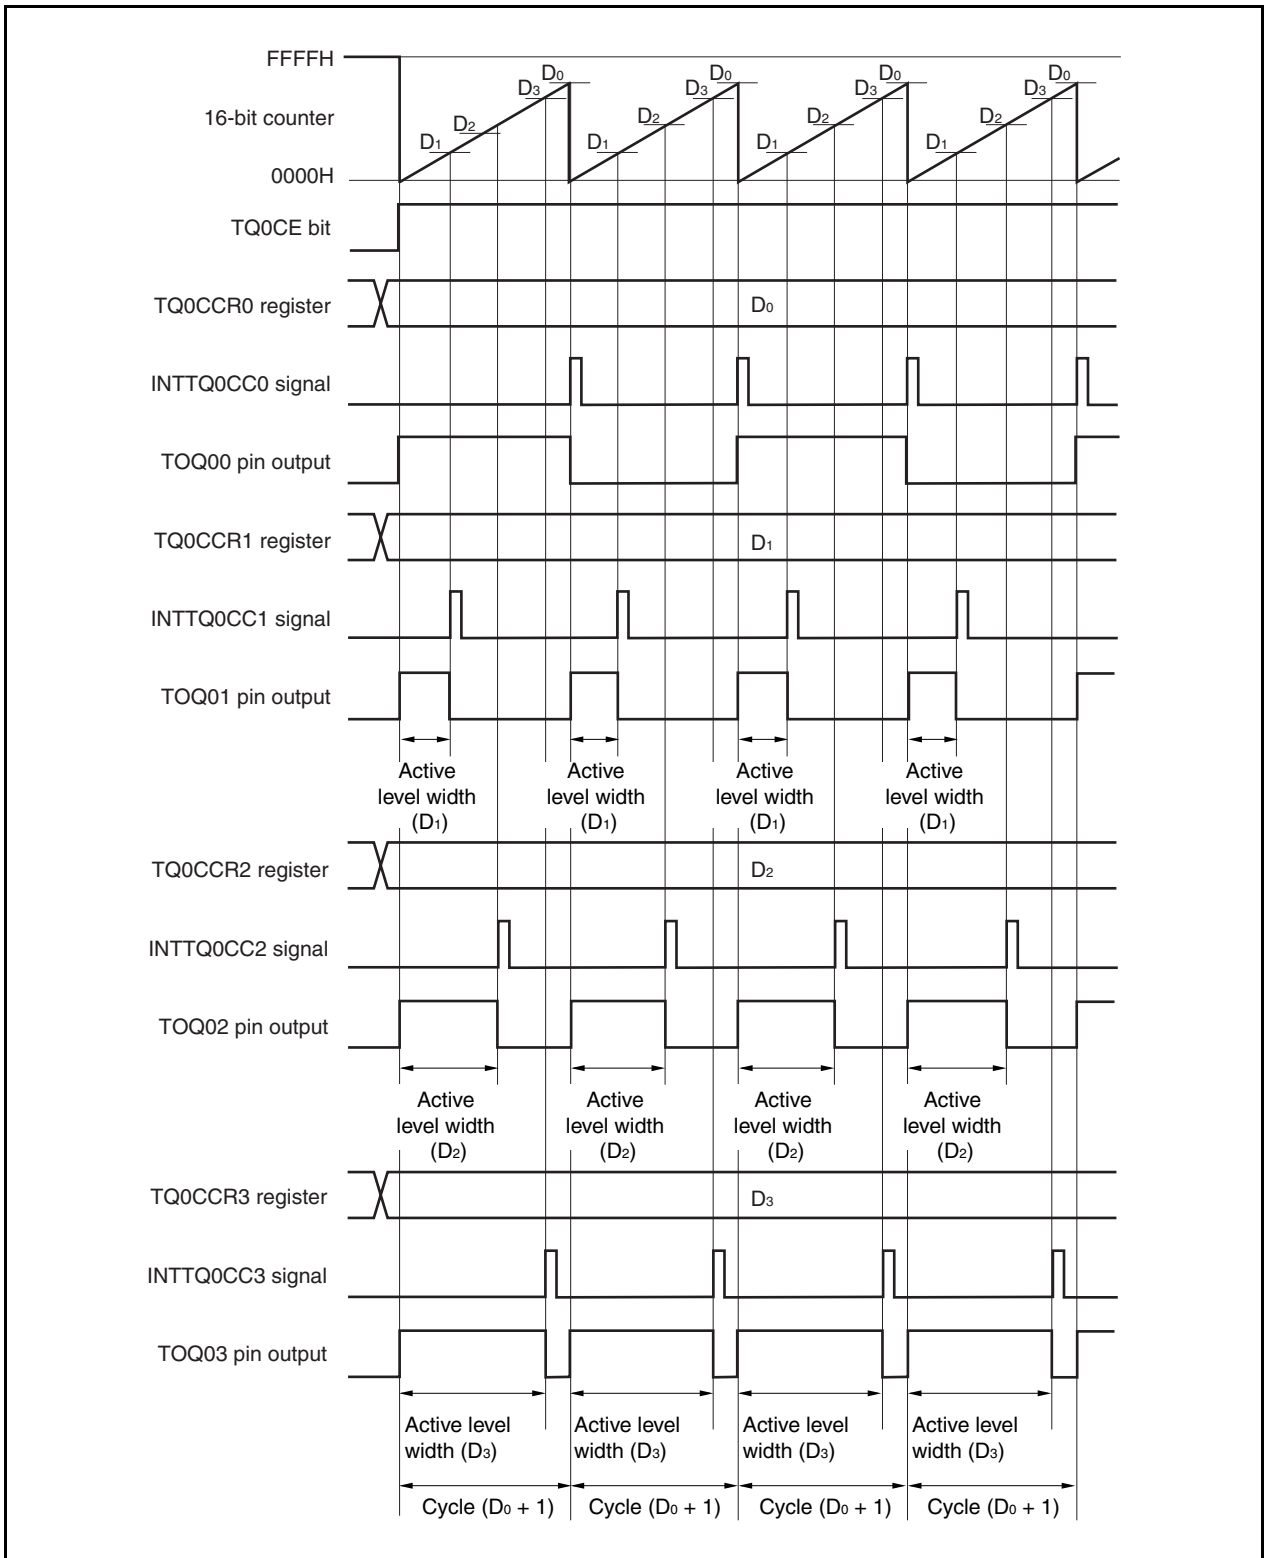 FFFFH
D0 D0 D0 D0
D3 D3 D3 D3
16-bit counter
D2 D2 D2 D2
D1 D1 D1 D1
0000H
TQ0CE bit
TQ0CCR0 register
D0
INTTQ0CC0 signal
TOQ00 pin output
TQ0CCR1 register
D1
INTTQ0CC1 signal
TOQ01 pin output
Active level width (D1)
Active level width (D1)
Active level width (D1)
Active level width (D1)
TQ0CCR2 register
D2
INTTQ0CC2 signal
TOQ02 pin output
Active level width (D2)
Active level width (D2)
Active level width (D2)
Active level width (D2)
TQ0CCR3 register
D3
INTTQ0CC3 signal
TOQ03 pin output
Active level width (D3)
Active level width (D3)
Active level width (D3)
Active level width (D3)
Cycle (D0 + 1)
Cycle (D0 + 1)
Cycle (D0 + 1)
Cycle (D0 + 1)